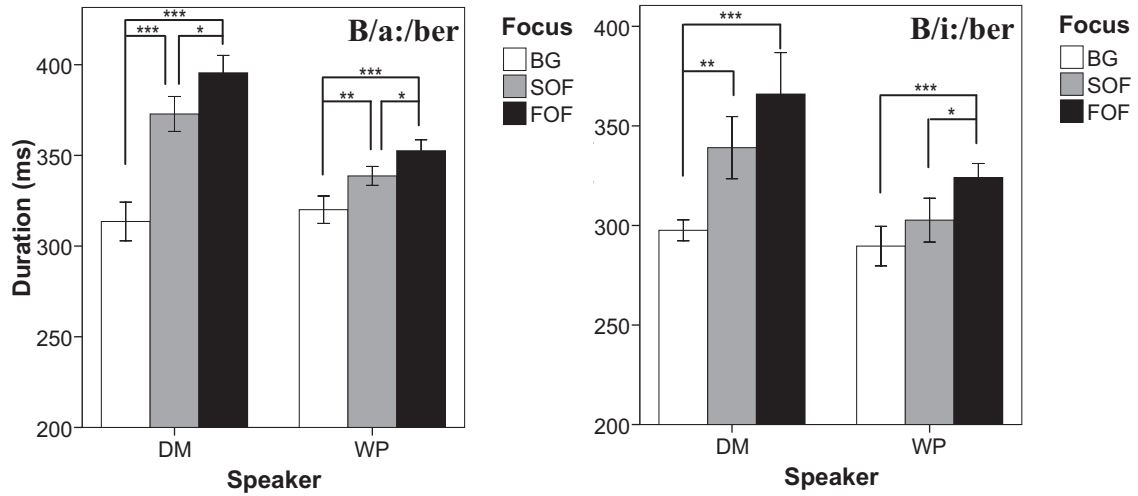 B/a:/ber
Focus
BG
SOF
FOF
Duration (ms)
400
350
300
250
200
***
***
*
***
**
*
DM
WP
Speaker
B/i:/ber
Focus
BG
SOF
FOF
400
350
300
250
200
***
**
***
*
DM
WP
Speaker